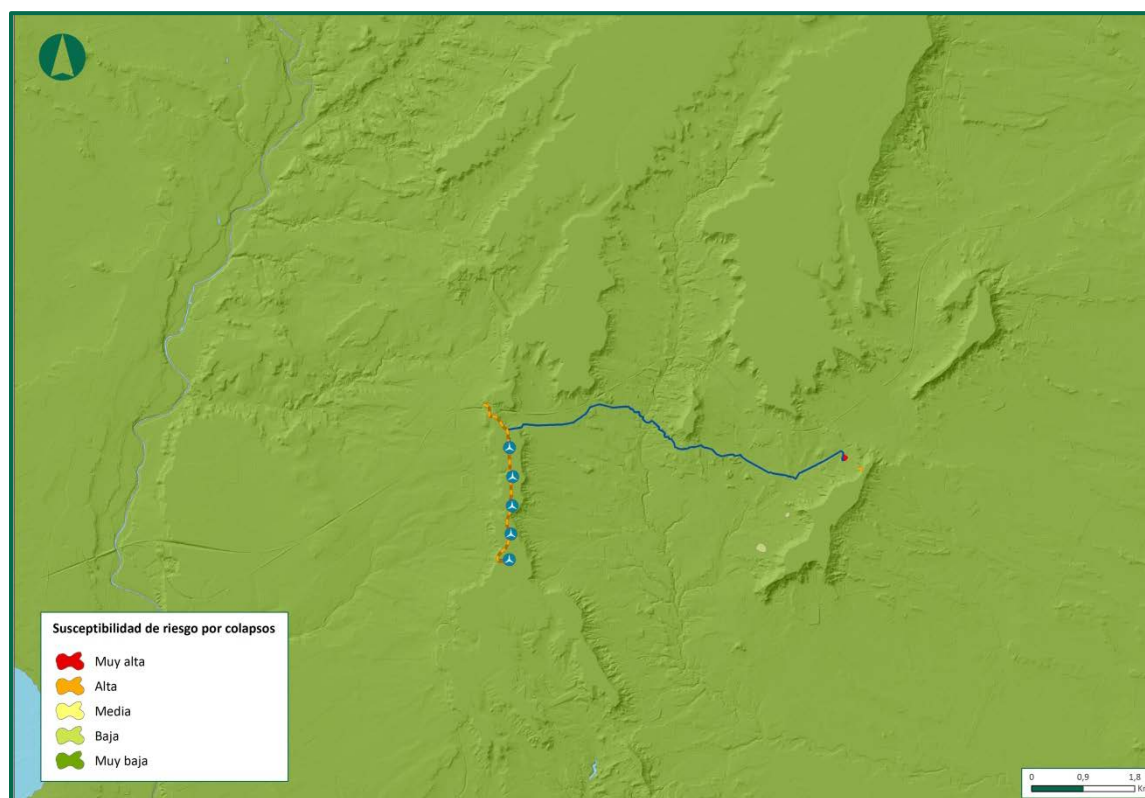 Susceptibilidad de riesgo por colapsos
Muy alta
Alta
Media
Baja
Muy baja
0 0,9 1,8